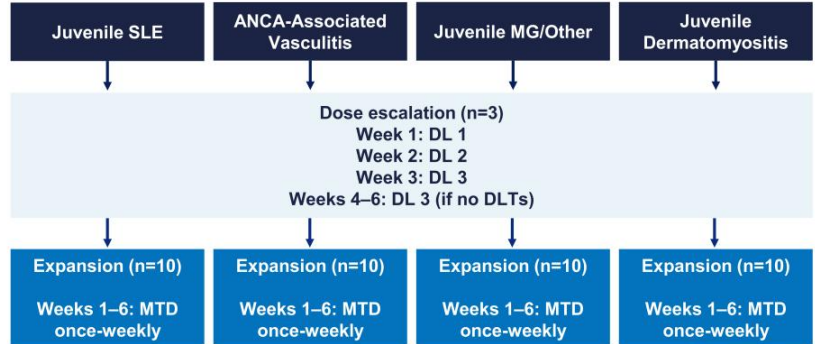 Juvenile SLE
ANCA-Associated
Vasculitis
Juvenile MG/Other
Juvenile
Dermatomyositis
Dose escalation (n=3)
Week 1: DL 1
Week 2: DL 2
Week 3: DL 3
Weeks 4–6: DL 3 (if no DLTs)
Expansion (n=10)
Weeks 1–6: MTD
once-weekly
Expansion (n=10)
Weeks 1–6: MTD
once-weekly
Expansion (n=10)
Weeks 1–6: MTD
once-weekly
Expansion (n=10)
Weeks 1–6: MTD
once-weekly